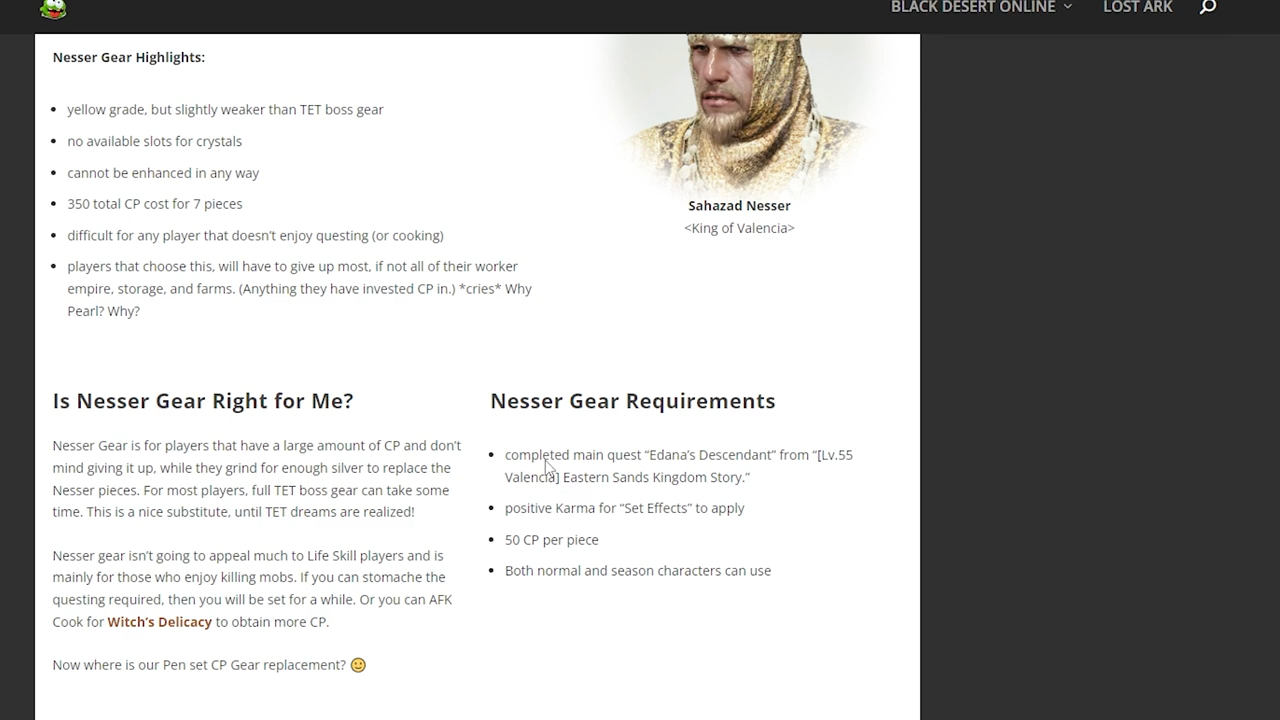 BLACK DESERT ONLINE
LOST ARK
Nesser Gear Highlights:
• yellow grade, but slightly weaker than TET boss gear
• no available slots for crystals
• cannot be enhanced in any way
• 350 total CP cost for 7 pieces
• difficult for any player that doesn’t enjoy questing (or cooking)
• players that choose this, will have to give up most, if not all of their worker
empire, storage, and farms. (Anything they have invested CP in.) *cries* Why
Pearl? Why?
Sahazad Nesser
<King of Valencia>
Is Nesser Gear Right for Me?
Nesser Gear is for players that have a large amount of CP and don’t
mind giving it up, while they grind for enough silver to replace the
Nesser pieces. For most players, full TET boss gear can take some
time. This is a nice substitute, until TET dreams are realized!
Nesser gear isn’t going to appeal much to Life Skill players and is
mainly for those who enjoy killing mobs. If you can stomache the
questing required, then you will be set for a while. Or you can AFK
Cook for Witch’s Delicacy to obtain more CP.
Now where is our Pen set CP Gear replacement? 🙂
Nesser Gear Requirements
• completed main quest “Edana’s Descendant” from “[Lv.55
Valencia] Eastern Sands Kingdom Story.”
• positive Karma for “Set Effects” to apply
• 50 CP per piece
• Both normal and season characters can use